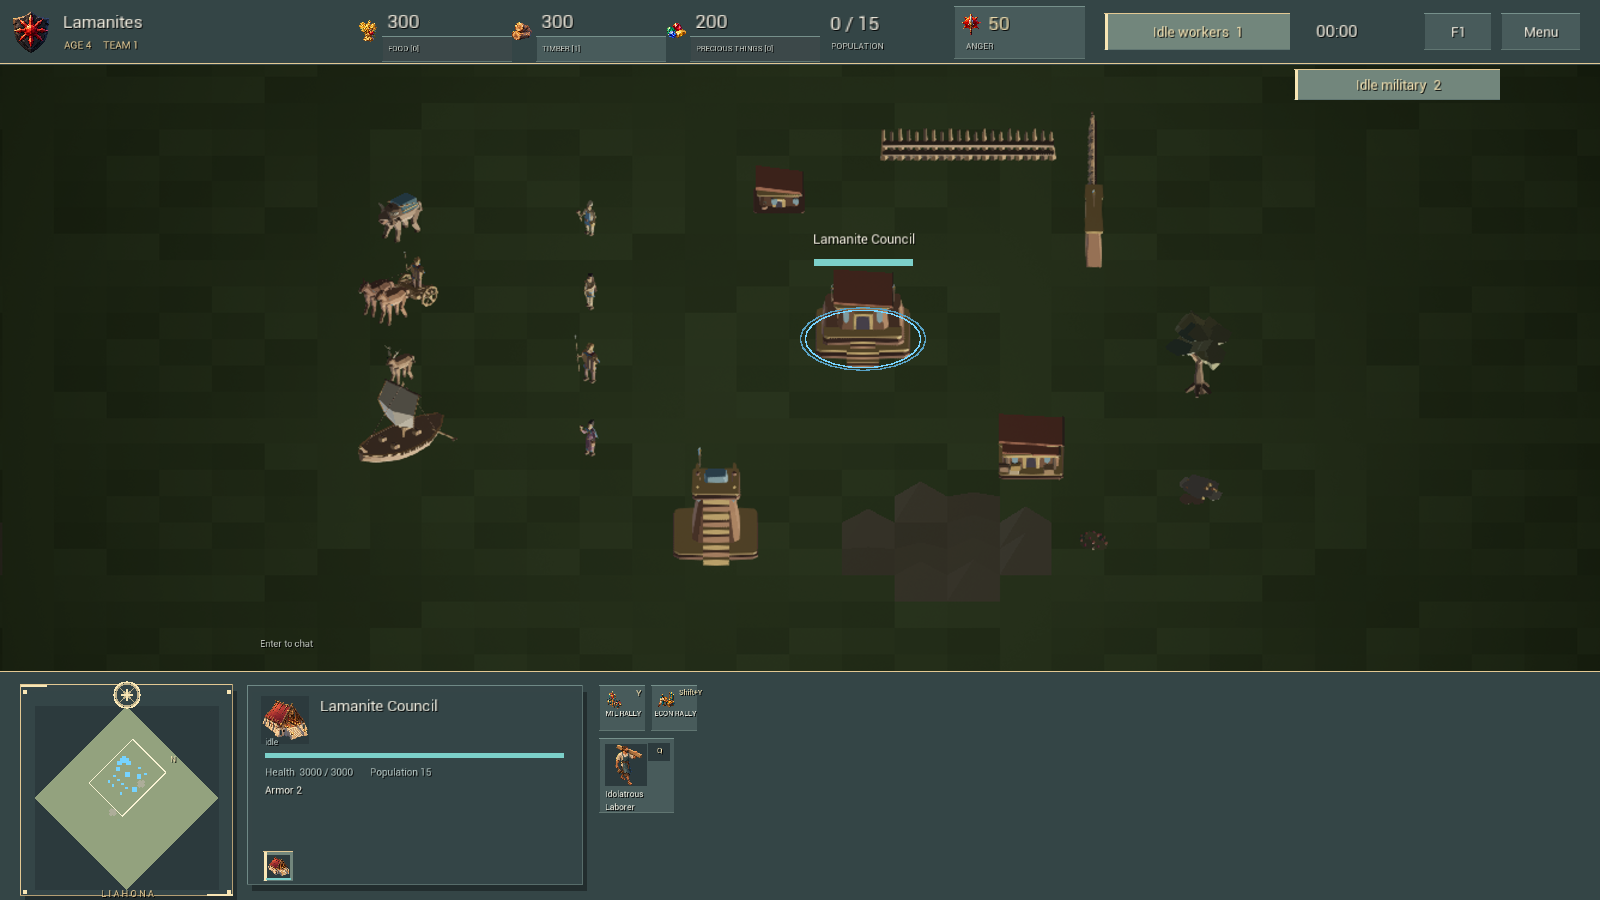 Lamanites
AGE 4 TEAM 1
300
FOOD [0]
300
TIMBER [1]
200
PRECIOUS THINGS [0]
0 / 15
POPULATION
50
ANGER
Idle workers 1
00:00
F1
Menu
Idle military 2
Lamanite Council
Enter to chat
N
LIAHONA
Lamanite Council
idle
Health 3000 / 3000 Population 15
Armor 2
Y
MIL RALLY
Shift+Y
ECON RALLY
Q
Idolatrous
Laborer